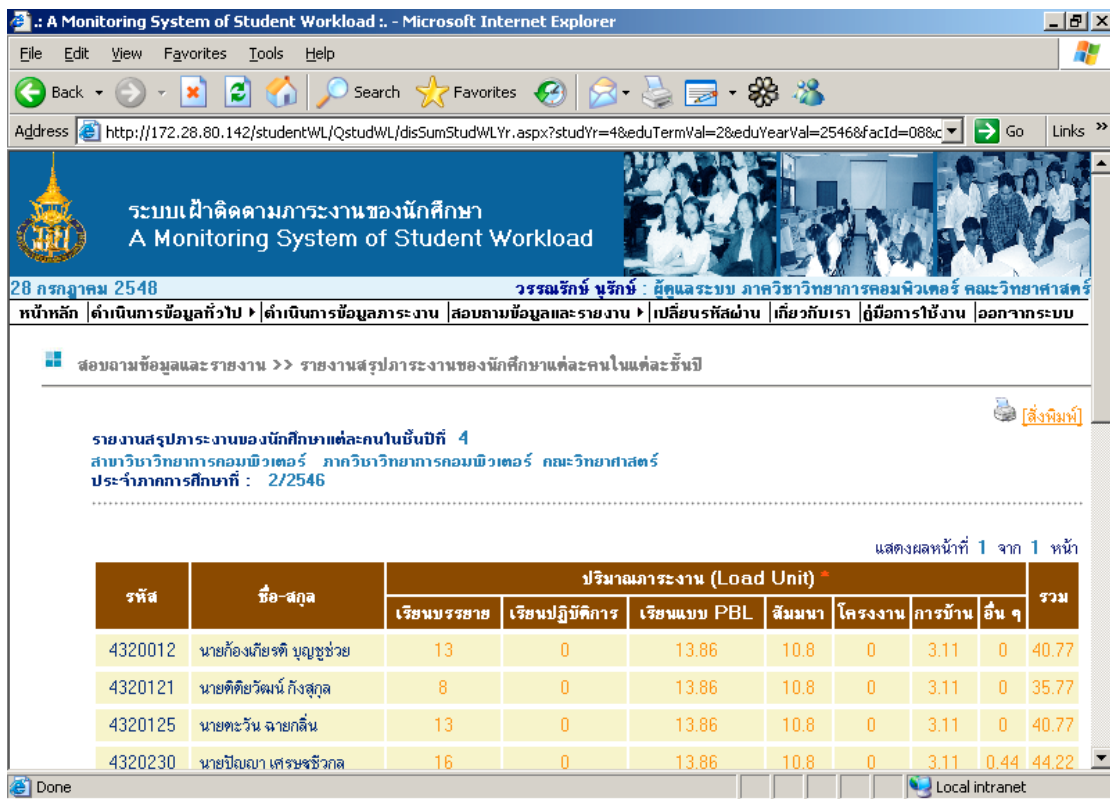 .: A Monitoring System of Student Workload :. - Microsoft Internet Explorer
File Edit View Favorites Tools Help
Back Search Favorites
Address http://172.28.80.142/studentWL/QstudWL/disSumStudWLYr.aspx?studYr=4&eduTermVal=2&eduYearVal=2546&facId=08&c Go Links »
ระบบเฝ้าติดตามภาระงานของนักศึกษา
A Monitoring System of Student Workload
28 กรกฎาคม 2548 วรรณรักษ์ นุรักษ์ : ผู้ดูแลระบบ ภาควิชาวิทยาการคอมพิวเตอร์ คณะวิทยาศาสตร์
หน้าหลัก |ดำเนินการข้อมูลทั่วไป |ดำเนินการข้อมูลภาระงาน |สอบถามข้อมูลและรายงาน |เปลี่ยนรหัสผ่าน |เกี่ยวกับเรา |คู่มือการใช้งาน |ออกจากระบบ
สอบถามข้อมูลและรายงาน >> รายงานสรุปภาระงานของนักศึกษาแต่ละคนในแต่ละชั้นปี
[สั่งพิมพ์]
รายงานสรุปภาระงานของนักศึกษาแต่ละคนในชั้นปีที่ 4
สาขาวิชาวิทยาการคอมพิวเตอร์ ภาควิชาวิทยาการคอมพิวเตอร์ คณะวิทยาศาสตร์
ประจำภาคการศึกษาที่ : 2/2546
แสดงผลหน้าที่ 1 จาก 1 หน้า
รหัส ชื่อ-สกุล ปริมาณภาระงาน (Load Unit) * รวม
เรียนบรรยาย เรียนปฏิบัติการ เรียนแบบ PBL สัมมนา โครงงาน การบ้าน อื่น ๆ
4320012 นายก้องเกียรติ บุญชูช่วย 13 0 13.86 10.8 0 3.11 0 40.77
4320121 นายทิติยวัฒน์ กังสุกุล 8 0 13.86 10.8 0 3.11 0 35.77
4320125 นายตะวัน ฉายกลิ่น 13 0 13.86 10.8 0 3.11 0 40.77
4320230 นายปัญญา เศรษฐชีวกุล 16 0 13.86 10.8 0 3.11 0.44 44.22
Done Local intranet